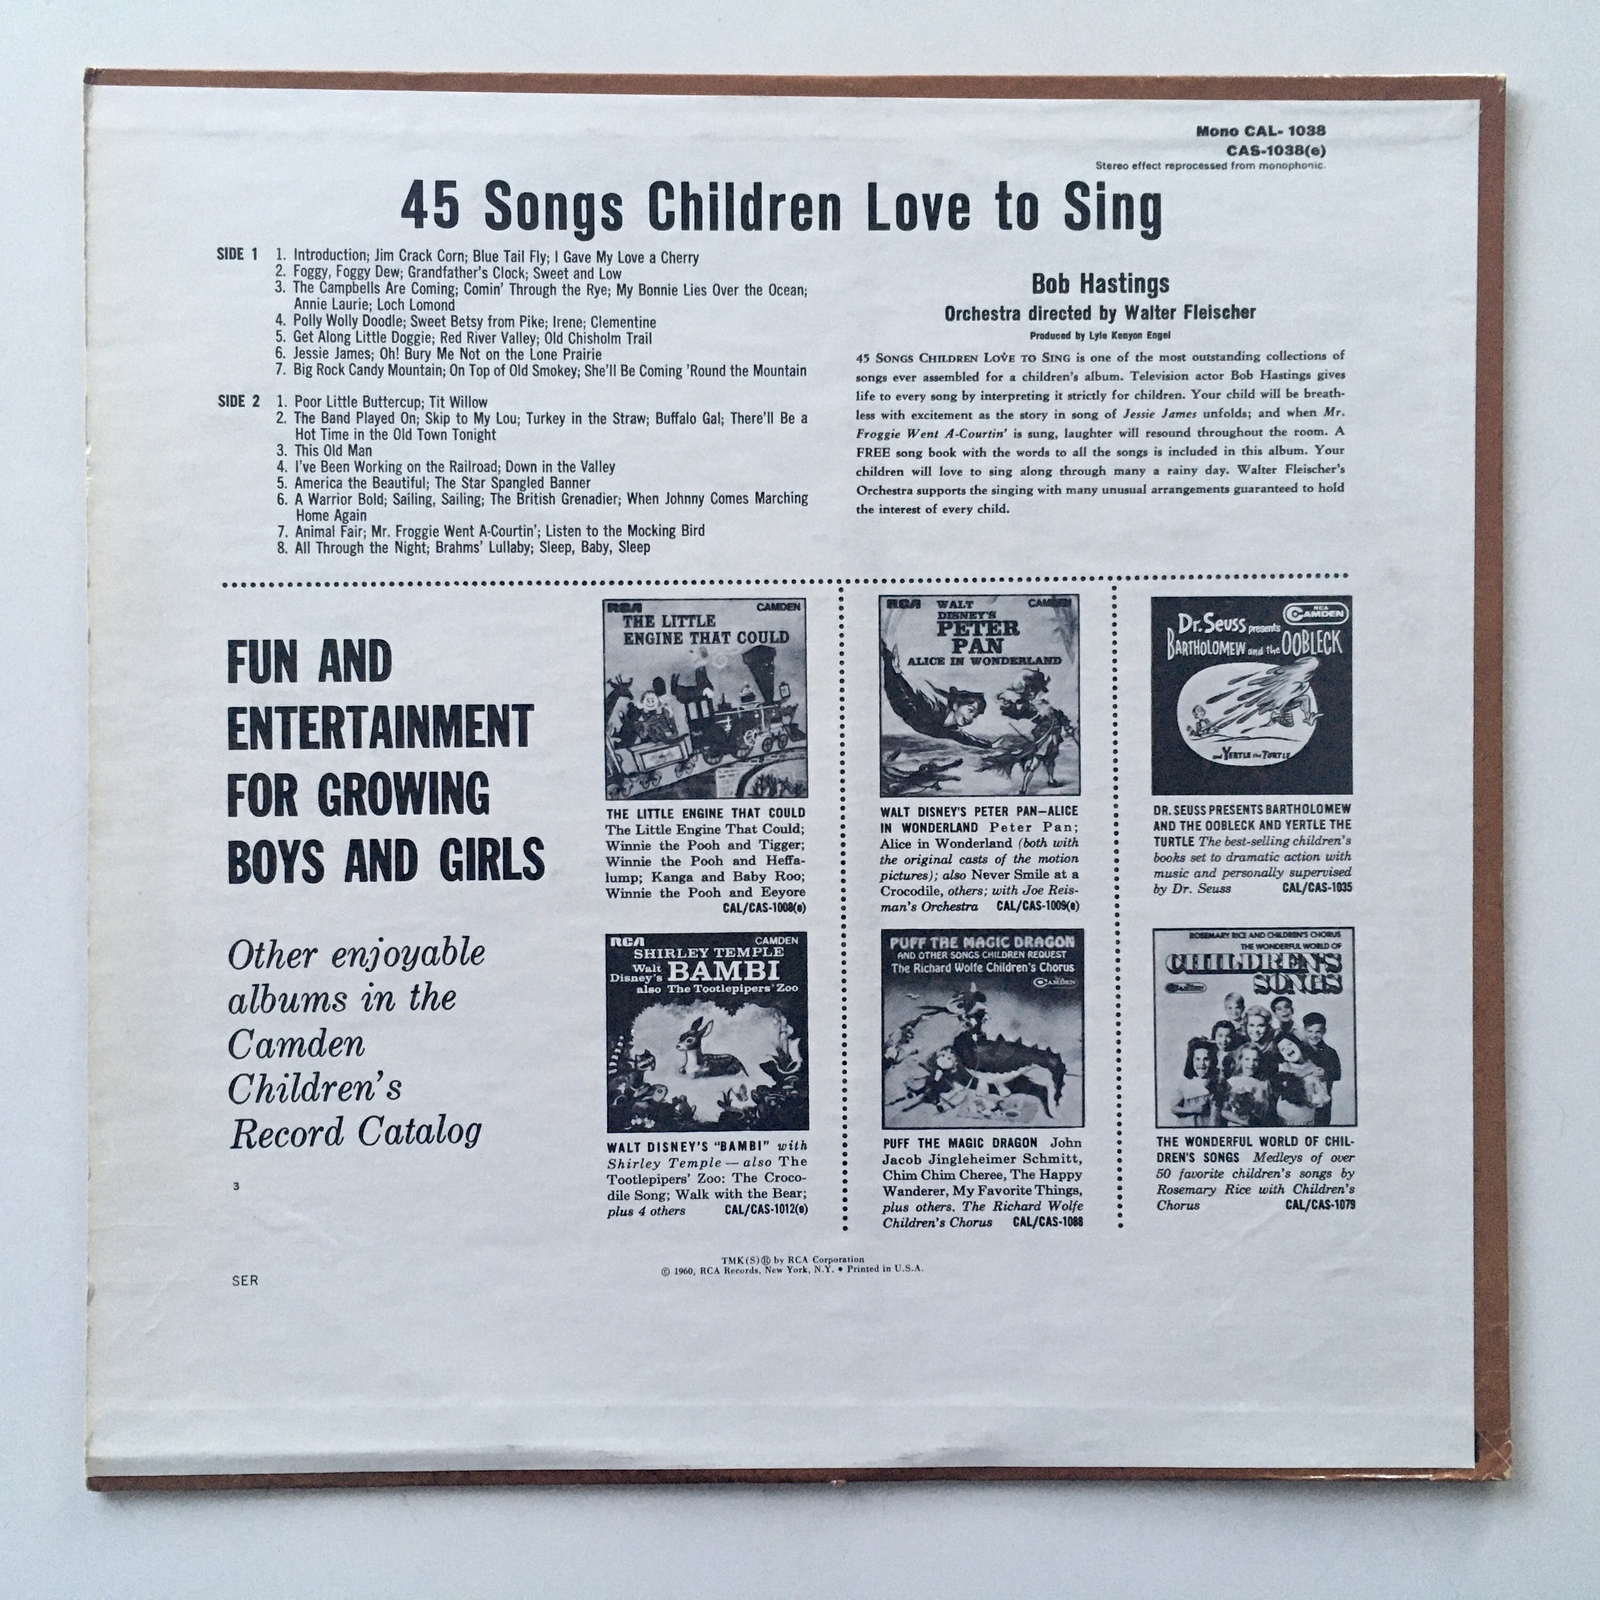 Mono CAL- 1038
CAS-1038(e)
Stereo effect reprocessed from monophonic.
45 Songs Children Love to Sing
SIDE 1 1. Introduction; Jim Crack Corn; Blue Tail Fly; I Gave My Love a Cherry
2. Foggy, Foggy Dew; Grandfather's Clock; Sweet and Low
3. The Campbells Are Coming; Comin' Through the Rye; My Bonnie Lies Over the Ocean;
Annie Laurie; Loch Lomond
4. Polly Wolly Doodle; Sweet Betsy from Pike; Irene; Clementine
5. Get Along Little Doggie; Red River Valley; Old Chisholm Trail
6. Jessie James; Oh! Bury Me Not on the Lone Prairie
7. Big Rock Candy Mountain; On Top of Old Smokey; She'll Be Coming 'Round the Mountain
SIDE 2 1. Poor Little Buttercup; Tit Willow
2. The Band Played On; Skip to My Lou; Turkey in the Straw; Buffalo Gal; There'll Be a
Hot Time in the Old Town Tonight
3. This Old Man
4. I've Been Working on the Railroad; Down in the Valley
5. America the Beautiful; The Star Spangled Banner
6. A Warrior Bold; Sailing, Sailing; The British Grenadier; When Johnny Comes Marching
Home Again
7. Animal Fair; Mr. Froggie Went A-Courtin'; Listen to the Mocking Bird
8. All Through the Night; Brahms' Lullaby; Sleep, Baby, Sleep
Bob Hastings
Orchestra directed by Walter Fleischer
Produced by Lyle Kenyon Engel
45 SONGS CHILDREN LOVE TO SING is one of the most outstanding collections of
songs ever assembled for a children's album. Television actor Bob Hastings gives
life to every song by interpreting it strictly for children. Your child will be breath-
less with excitement as the story in song of Jessie James unfolds; and when Mr.
Froggie Went A-Courtin' is sung, laughter will resound throughout the room. A
FREE song book with the words to all the songs is included in this album. Your
children will love to sing along through many a rainy day. Walter Fleischer's
Orchestra supports the singing with many unusual arrangements guaranteed to hold
the interest of every child.
FUN AND
ENTERTAINMENT
FOR GROWING
BOYS AND GIRLS
Other enjoyable
albums in the
Camden
Children's
Record Catalog
3
SER
RCA CAMDEN
THE LITTLE
ENGINE THAT COULD
THE LITTLE ENGINE THAT COULD
The Little Engine That Could;
Winnie the Pooh and Tigger;
Winnie the Pooh and Heffa-
lump; Kanga and Baby Roo;
Winnie the Pooh and Eeyore
CAL/CAS-1008(e)
RCA WALT CAMDEN
DISNEY'S
PETER
PAN
ALICE IN WONDERLAND
WALT DISNEY'S PETER PAN—ALICE
IN WONDERLAND Peter Pan;
Alice in Wonderland (both with
the original casts of the motion
pictures); also Never Smile at a
Crocodile, others; with Joe Reis-
man's Orchestra CAL/CAS-1009(e)
RCA
CAMDEN
Dr. Seuss presents
BARTHOLOMEW and the OOBLECK
and YERTLE the TURTLE
DR. SEUSS PRESENTS BARTHOLOMEW
AND THE OOBLECK AND YERTLE THE
TURTLE The best-selling children's
books set to dramatic action with
music and personally supervised
by Dr. Seuss CAL/CAS-1035
RCA CAMDEN
SHIRLEY TEMPLE
Walt
Disney's BAMBI
also The Tootlepipers' Zoo
WALT DISNEY'S "BAMBI" with
Shirley Temple — also The
Tootlepipers' Zoo: The Croco-
dile Song; Walk with the Bear;
plus 4 others CAL/CAS-1012(e)
PUFF THE MAGIC DRAGON
AND OTHER SONGS CHILDREN REQUEST
The Richard Wolfe Children's Chorus
CAMDEN
PUFF THE MAGIC DRAGON John
Jacob Jingleheimer Schmitt,
Chim Chim Cheree, The Happy
Wanderer, My Favorite Things,
plus others. The Richard Wolfe
Children's Chorus CAL/CAS-1088
ROSEMARY RICE AND CHILDREN'S CHORUS
THE WONDERFUL WORLD OF
CHILDREN'S
SONGS
CAMDEN
THE WONDERFUL WORLD OF CHIL-
DREN'S SONGS Medleys of over
50 favorite children's songs by
Rosemary Rice with Children's
Chorus CAL/CAS-1079
TMK(S)® by RCA Corporation
© 1960, RCA Records, New York, N.Y. • Printed in U.S.A.